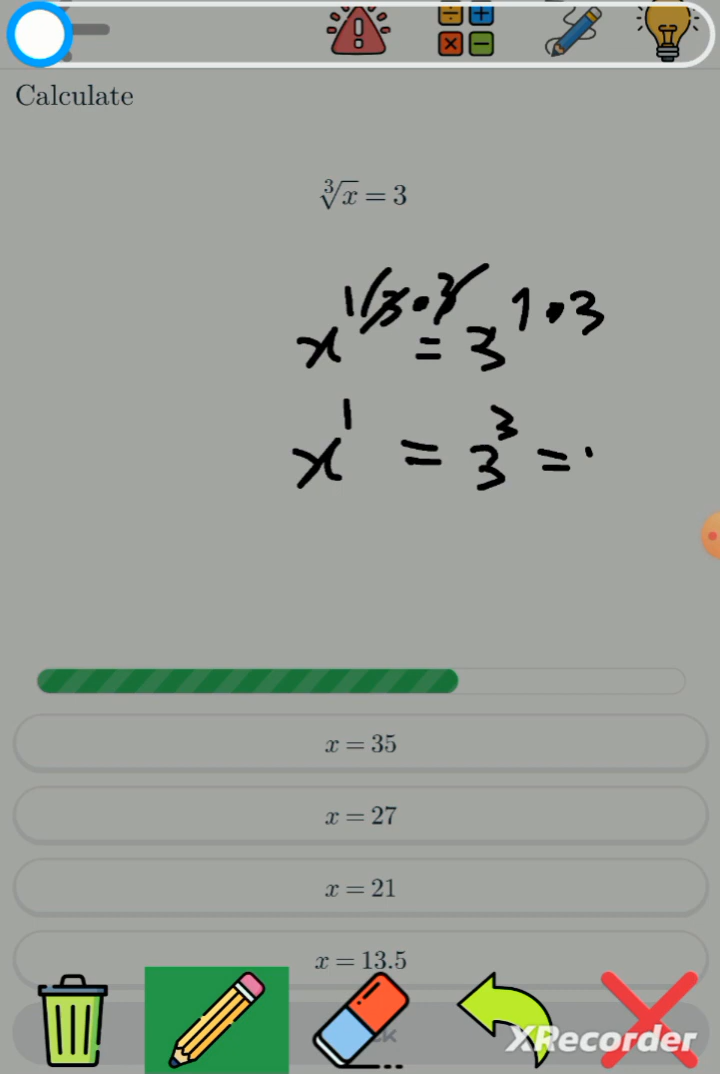 Calculate
∛x = 3
x^1/3·3 = 3^1·3
x^1 = 3^3 =
x = 35
x = 27
x = 21
x = 13.5
XRecorder